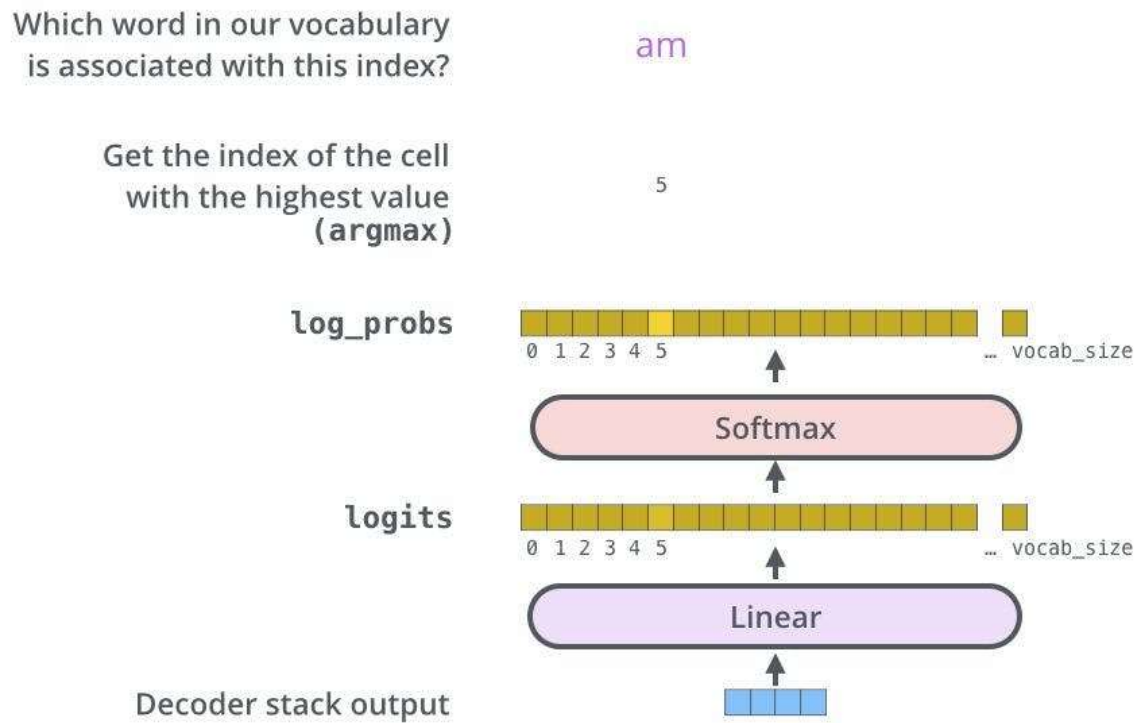 Which word in our vocabulary
is associated with this index?
am
Get the index of the cell
with the highest value
(argmax)
5
log_probs
0 1 2 3 4 5 … vocab_size
Softmax
logits
0 1 2 3 4 5 … vocab_size
Linear
Decoder stack output